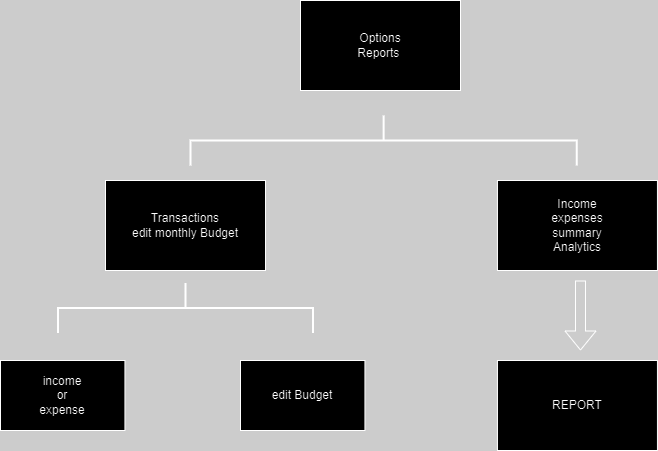 Options
Reports
Transactions
edit monthly Budget
Income
expenses
summary
Analytics
income
or
expense
edit Budget
REPORT